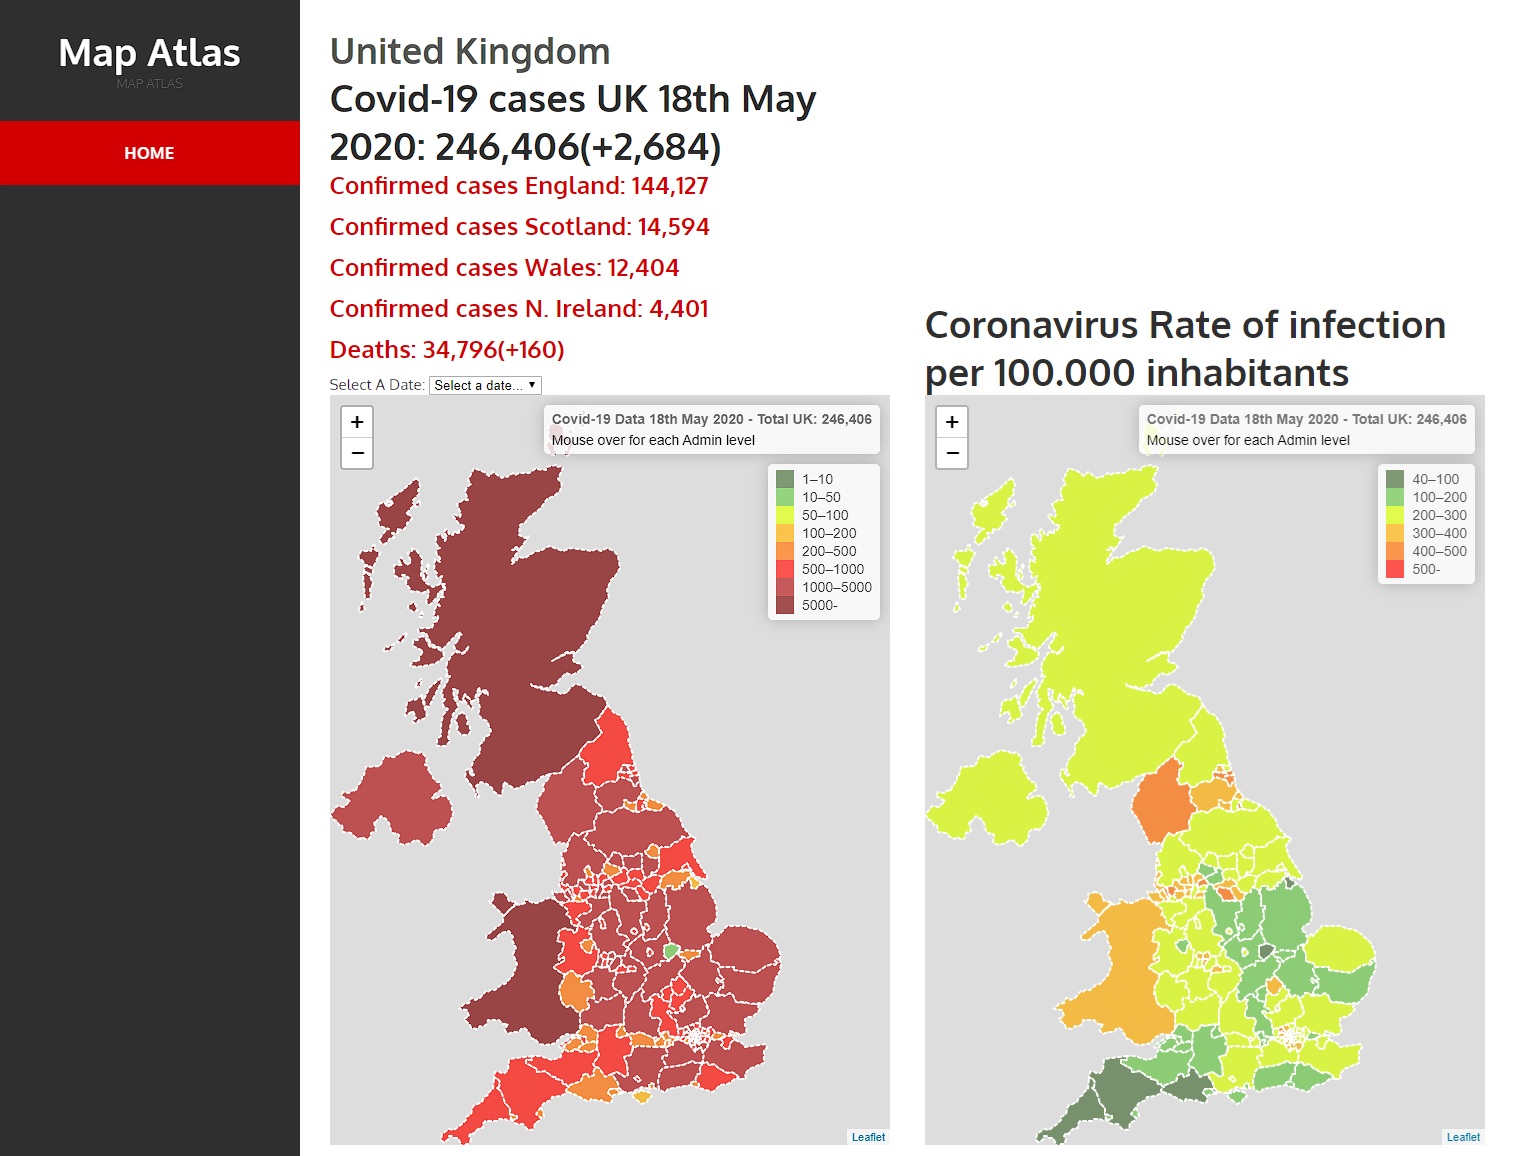 Map Atlas
MAP ATLAS
HOME
United Kingdom
Covid-19 cases UK 18th May
2020: 246,406(+2,684)
Confirmed cases England: 144,127
Confirmed cases Scotland: 14,594
Confirmed cases Wales: 12,404
Confirmed cases N. Ireland: 4,401
Deaths: 34,796(+160)
Select A Date: Select a date...
+
−
Covid-19 Data 18th May 2020 - Total UK: 246,406
Mouse over for each Admin level
1–10
10–50
50–100
100–200
200–500
500–1000
1000–5000
5000-
Leaflet
Coronavirus Rate of infection
per 100.000 inhabitants
+
−
Covid-19 Data 18th May 2020 - Total UK: 246,406
Mouse over for each Admin level
40–100
100–200
200–300
300–400
400–500
500-
Leaflet